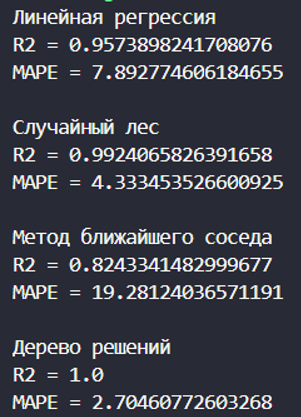 Линейная регрессия
R2 = 0.9573898241708076
MAPE = 7.892774606184655
Случайный лес
R2 = 0.9924065826391658
MAPE = 4.333453526600925
Метод ближайшего соседа
R2 = 0.8243341482999677
MAPE = 19.28124036571191
Дерево решений
R2 = 1.0
MAPE = 2.70460772603268